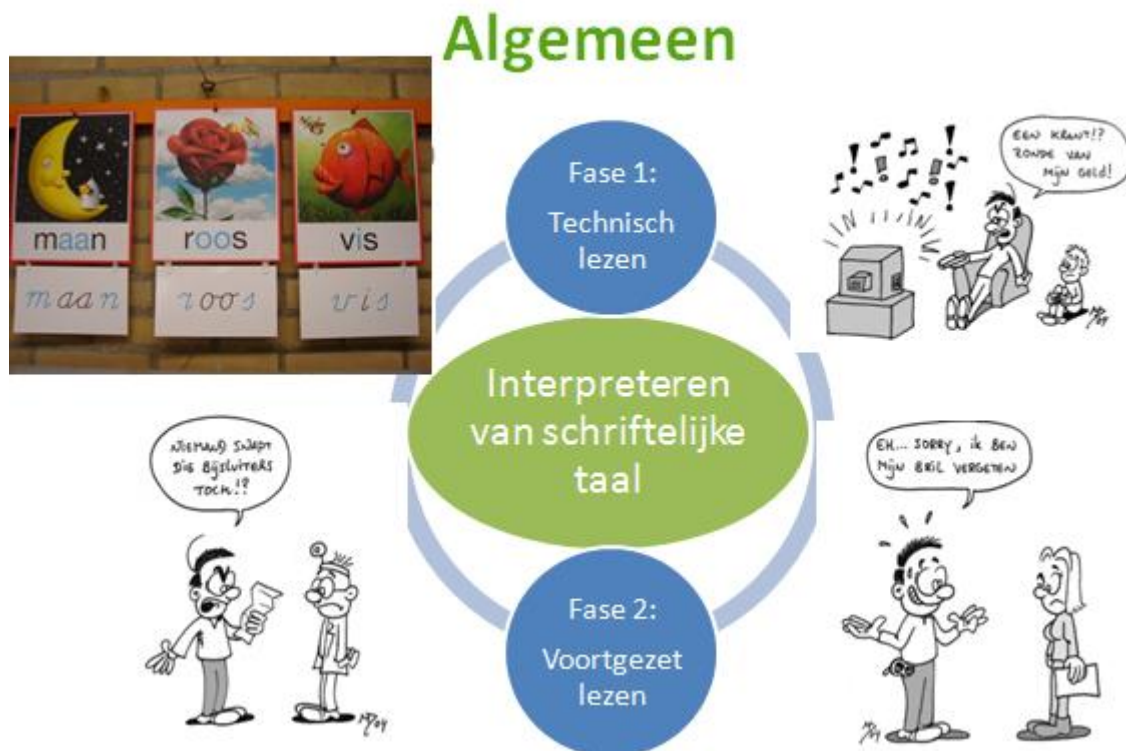 Algemeen
maan
roos
vis
maan
roos
vis
Fase 1:
Technisch
lezen
EEN KRANT!?
ZONDE VAN
MIJN GELD!
Interpreteren
van schriftelijke
taal
NIEMAND SNAPT
DIE BIJSLUITERS
TOCH!?
EH... SORRY, IK BEN
MIJN BRIL VERGETEN
Fase 2:
Voortgezet
lezen